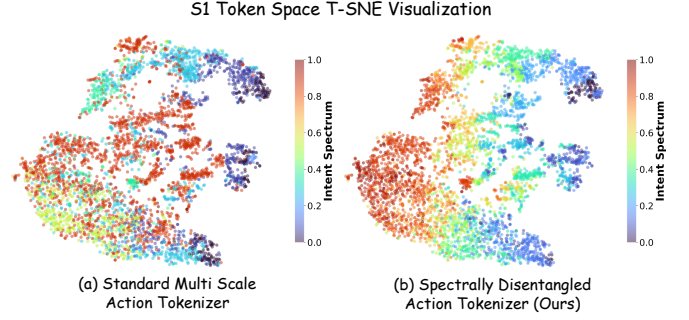 S1 Token Space T-SNE Visualization
1.0
0.8
0.6
0.4
0.2
0.0
Intent Spectrum
1.0
0.8
0.6
0.4
0.2
0.0
Intent Spectrum
(a) Standard Multi Scale
Action Tokenizer
(b) Spectrally Disentangled
Action Tokenizer (Ours)